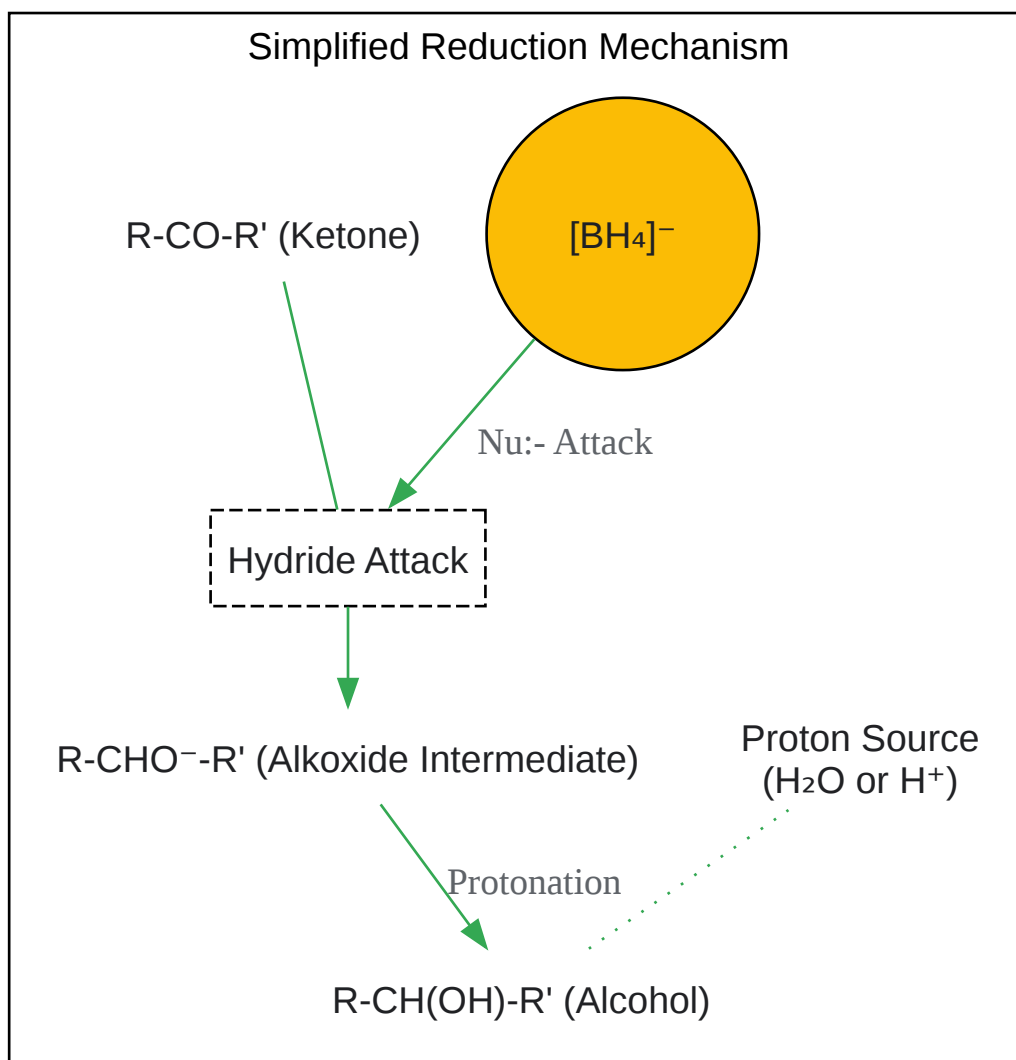 Simplified Reduction Mechanism
R-CO-R' (Ketone)
[BH₄]⁻
Nu:- Attack
Hydride Attack
R-CHO⁻-R' (Alkoxide Intermediate)
Proton Source
(H₂O or H⁺)
Protonation
R-CH(OH)-R' (Alcohol)